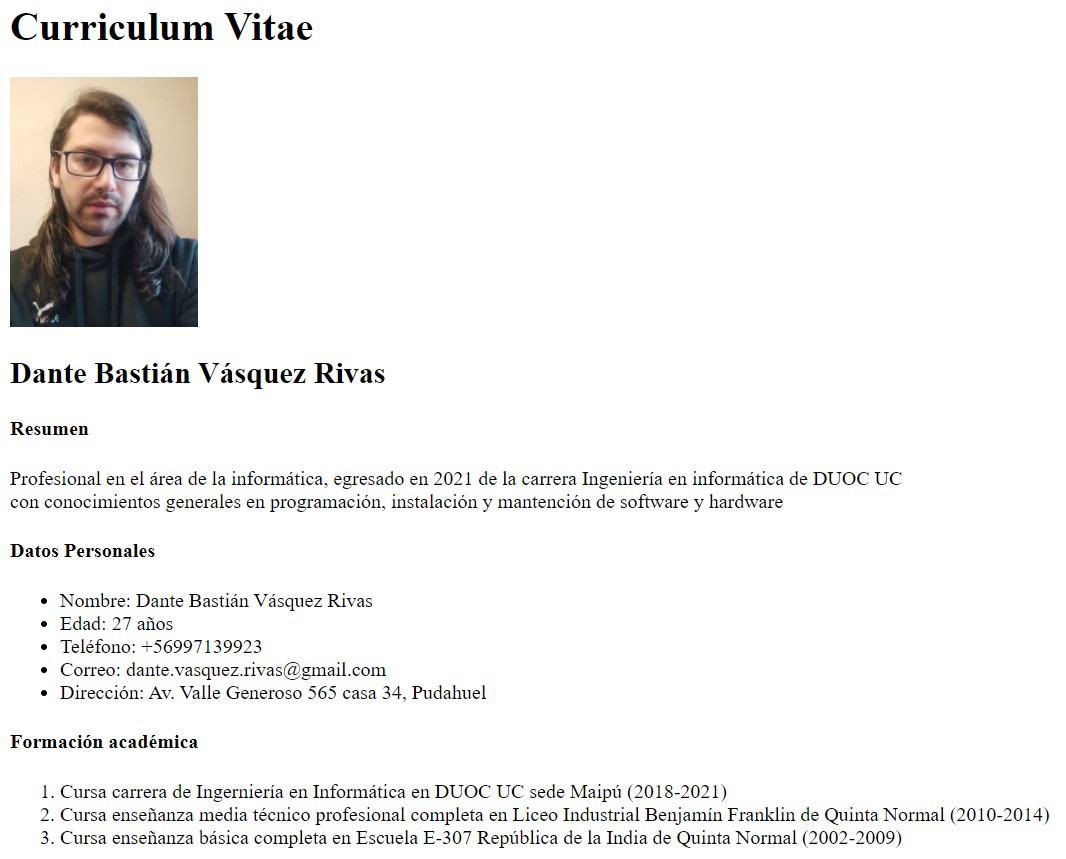 Curriculum Vitae
Dante Bastián Vásquez Rivas
Resumen
Profesional en el área de la informática, egresado en 2021 de la carrera Ingeniería en informática de DUOC UC
con conocimientos generales en programación, instalación y mantención de software y hardware
Datos Personales
• Nombre: Dante Bastián Vásquez Rivas
• Edad: 27 años
• Teléfono: +56997139923
• Correo: dante.vasquez.rivas@gmail.com
• Dirección: Av. Valle Generoso 565 casa 34, Pudahuel
Formación académica
1. Cursa carrera de Ingerniería en Informática en DUOC UC sede Maipú (2018-2021)
2. Cursa enseñanza media técnico profesional completa en Liceo Industrial Benjamín Franklin de Quinta Normal (2010-2014)
3. Cursa enseñanza básica completa en Escuela E-307 República de la India de Quinta Normal (2002-2009)